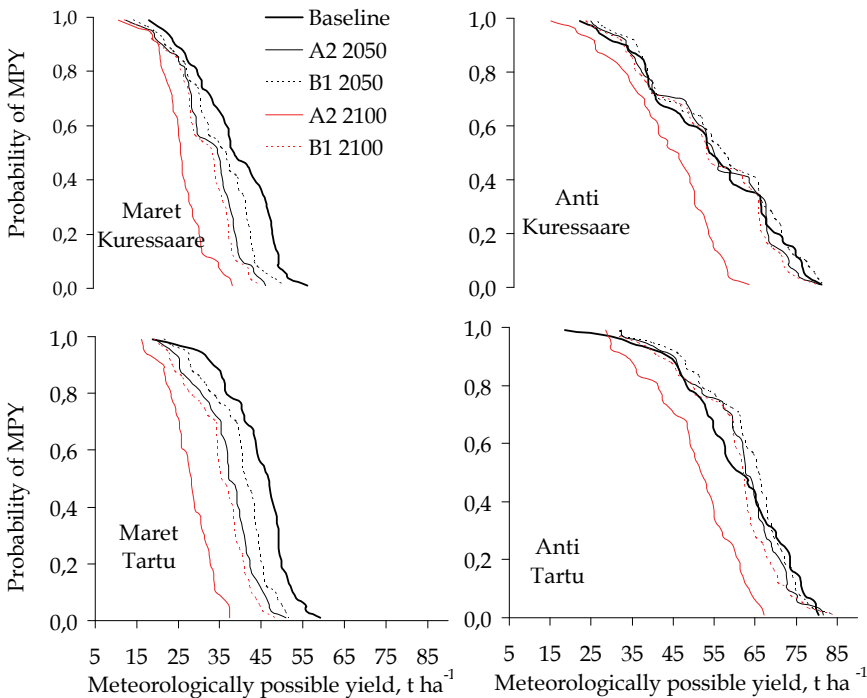 Probability of MPY
1,0
0,8
0,6
0,4
0,2
0,0
Maret
Kuressaare
Baseline
A2 2050
B1 2050
A2 2100
B1 2100
1,0
0,8
0,6
0,4
0,2
0,0
Anti
Kuressaare
Probability of MPY
1,0
0,8
0,6
0,4
0,2
0,0
Maret
Tartu
5 15 25 35 45 55 65 75 85
Meteorologically possible yield, t ha⁻¹
1,0
0,8
0,6
0,4
0,2
0,0
Anti
Tartu
5 15 25 35 45 55 65 75 85
Meteorologically possible yield, t ha⁻¹